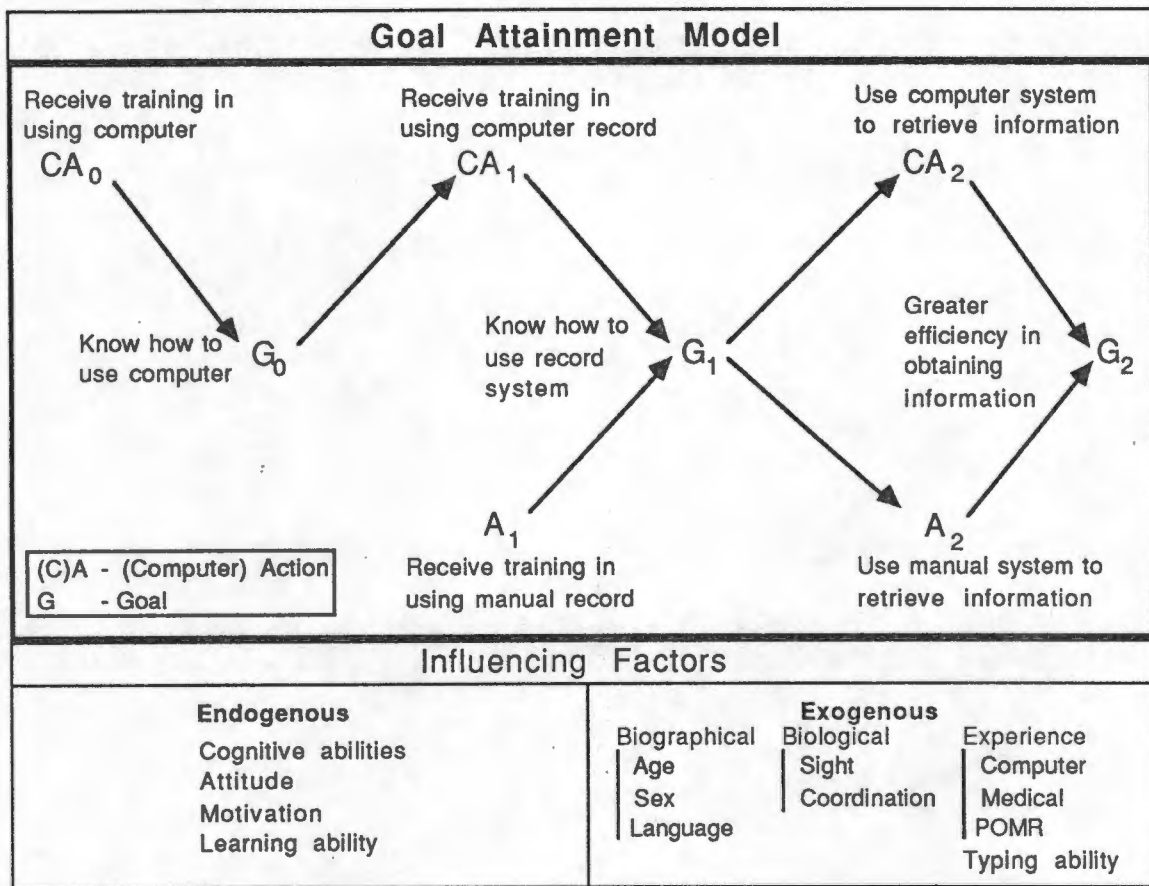 Goal Attainment Model
Receive training in
using computer
CA0
Receive training in
using computer record
CA1
Use computer system
to retrieve information
CA2
Know how to
use computer
G0
Know how to
use record
system
G1
Greater
efficiency in
obtaining
information
G2
A1
Receive training in
using manual record
A2
Use manual system to
retrieve information
(C)A - (Computer) Action
G - Goal
Influencing Factors
Endogenous
Cognitive abilities
Attitude
Motivation
Learning ability
Exogenous
Biographical
Age
Sex
Language
Biological
Sight
Coordination
Experience
Computer
Medical
POMR
Typing ability